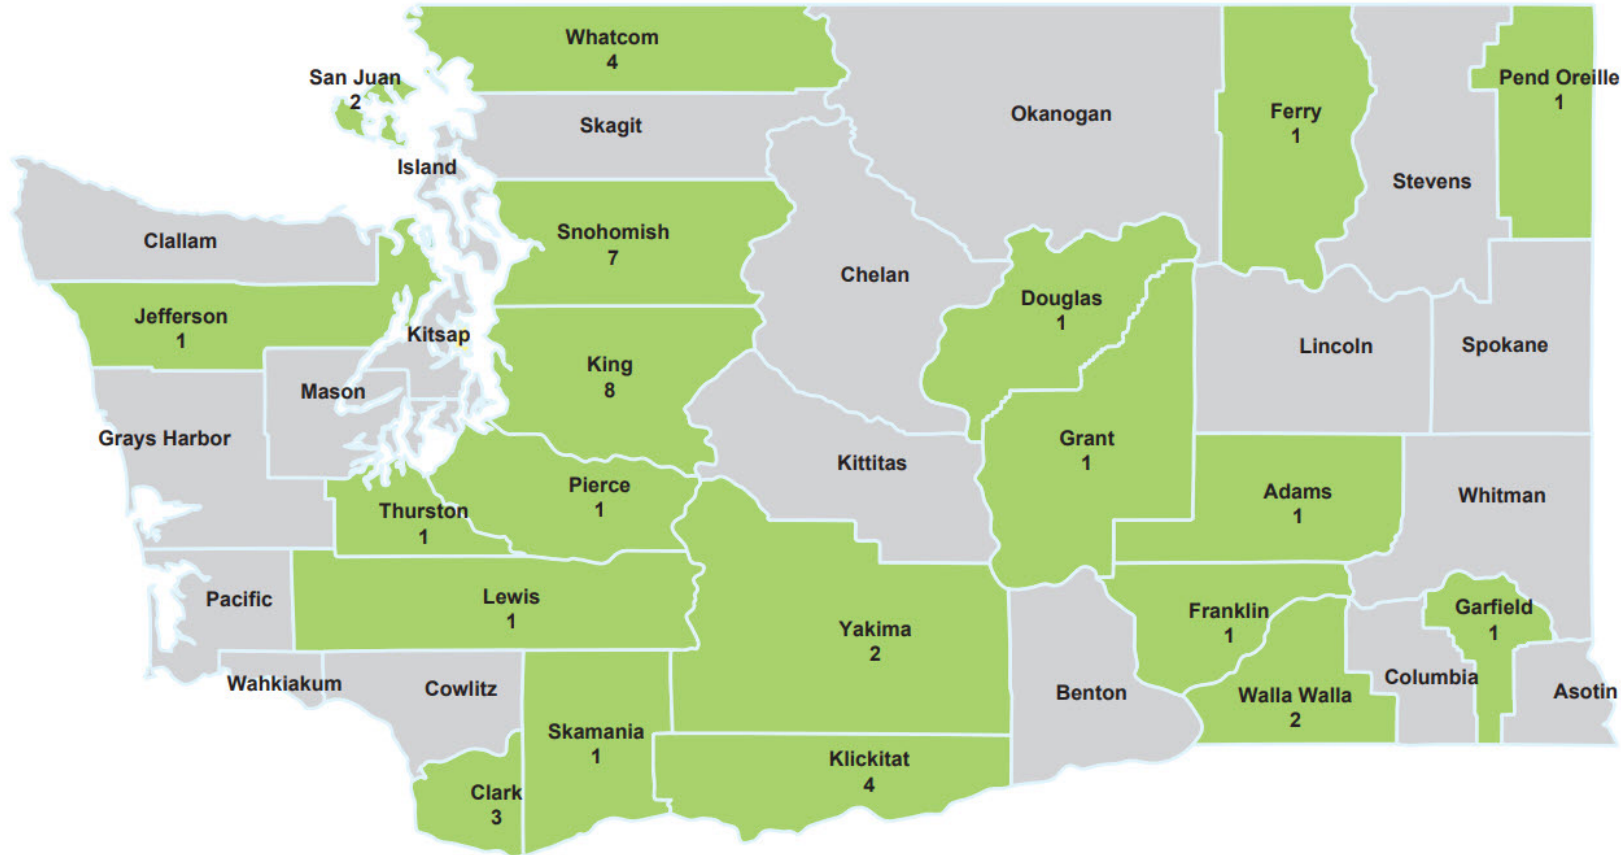 Whatcom
4
San Juan
2
Skagit
Island
Okanogan
Ferry
1
Pend Oreille
1
Stevens
Clallam
Snohomish
7
Chelan
Jefferson
1
Kitsap
Douglas
1
Lincoln
Spokane
King
8
Mason
Grays Harbor
Kittitas
Grant
1
Pierce
1
Thurston
1
Adams
1
Whitman
Pacific
Lewis
1
Yakima
2
Franklin
1
Garfield
1
Wahkiakum
Cowlitz
Benton
Walla Walla
2
Columbia
Asotin
Skamania
1
Klickitat
4
Clark
3